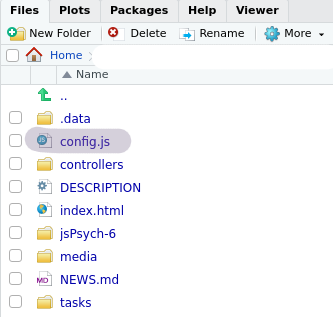 Files Plots Packages Help Viewer
New Folder Delete Rename More
Home
Name
..
.data
config.js
controllers
DESCRIPTION
index.html
jsPsych-6
media
NEWS.md
tasks